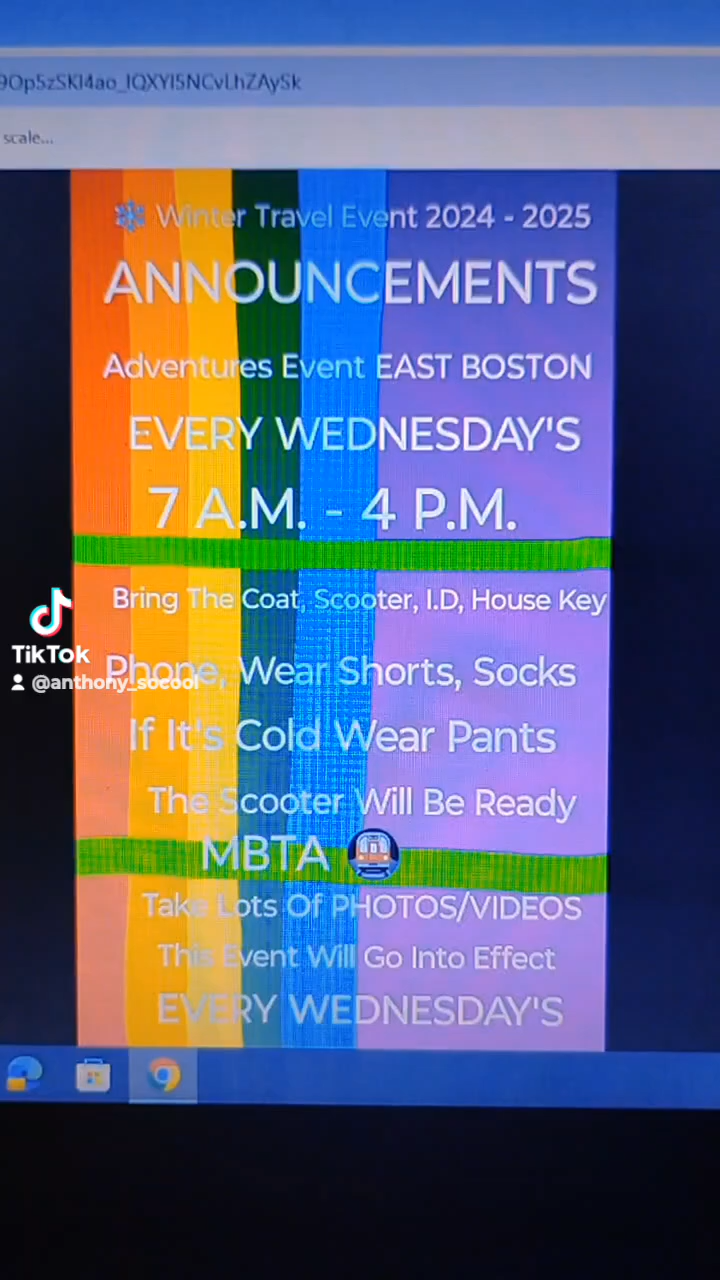 9Op5zSKl4ao_IQXYI5NCvLhZAySk
scale...
Winter Travel Event 2024 - 2025
ANNOUNCEMENTS
Adventures Event EAST BOSTON
EVERY WEDNESDAY'S
7 A.M. - 4 P.M.
Bring The Coat, Scooter, I.D, House Key
Phone, Wear Shorts, Socks
If It's Cold Wear Pants
The Scooter Will Be Ready
MBTA
Take Lots Of PHOTOS/VIDEOS
This Event Will Go Into Effect
EVERY WEDNESDAY'S
TikTok
@anthony_socool